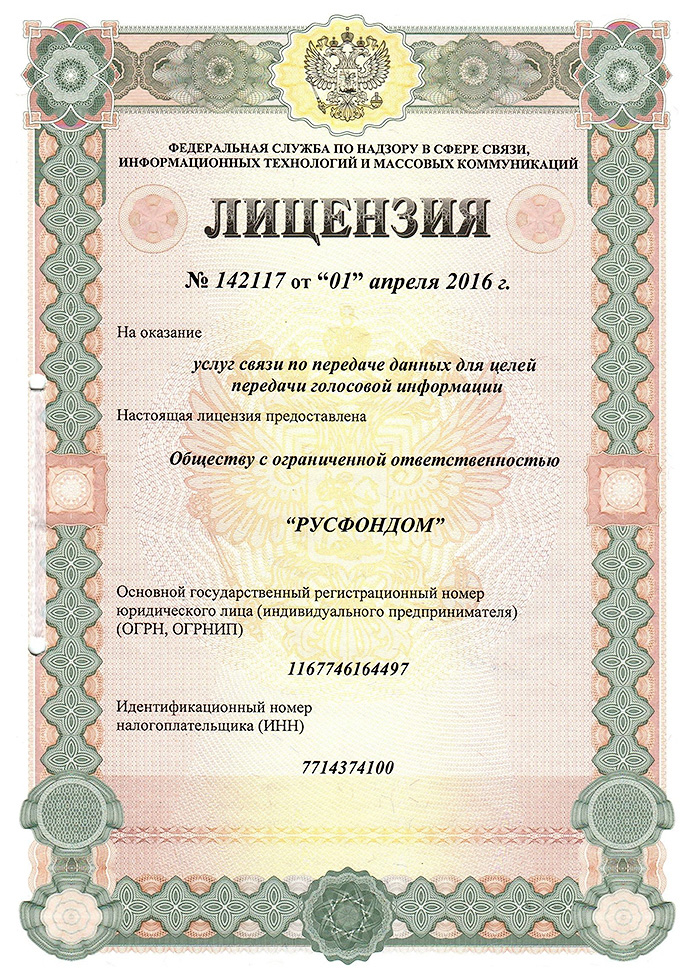 ФЕДЕРАЛЬНАЯ СЛУЖБА ПО НАДЗОРУ В СФЕРЕ СВЯЗИ,
ИНФОРМАЦИОННЫХ ТЕХНОЛОГИЙ И МАССОВЫХ КОММУНИКАЦИЙ
ЛИЦЕНЗИЯ
№ 142117 от “01” апреля 2016 г.
На оказание
услуг связи по передаче данных для целей
передачи голосовой информации
Настоящая лицензия предоставлена
Обществу с ограниченной ответственностью
“РУСФОНДОМ”
Основной государственный регистрационный номер
юридического лица (индивидуального предпринимателя)
(ОГРН, ОГРНИП)
1167746164497
Идентификационный номер
налогоплательщика (ИНН)
7714374100